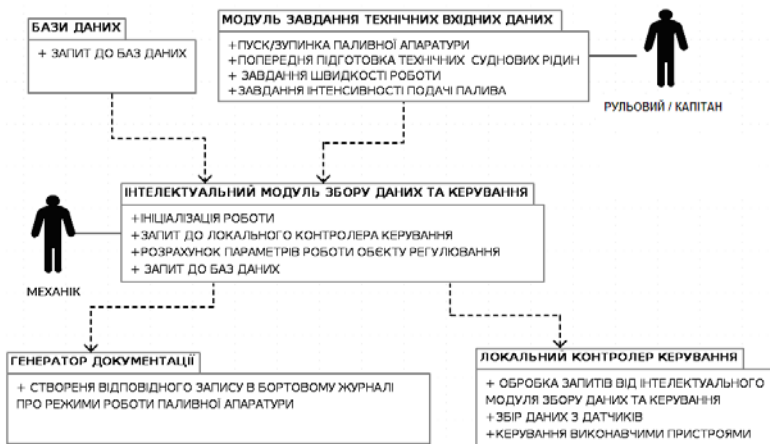 БАЗИ ДАНИХ
+ ЗАПИТ ДО БАЗ ДАНИХ
МОДУЛЬ ЗАВДАННЯ ТЕХНІЧНИХ ВХІДНИХ ДАНИХ
+ПУСК/ЗУПИНКА ПАЛИВНОЇ АПАРАТУРИ
+ПОПЕРЕДНЯ ПІДГОТОВКА ТЕХНІЧНИХ СУДНОВИХ РІДИН
+ ЗАВДАННЯ ШВИДКОСТІ РОБОТИ
+ЗАВДАННЯ ІНТЕНСИВНОСТІ ПОДАЧІ ПАЛИВА
РУЛЬОВИЙ / КАПІТАН
ІНТЕЛЕКТУАЛЬНИЙ МОДУЛЬ ЗБОРУ ДАНИХ ТА КЕРУВАННЯ
+ІНІЦІАЛІЗАЦІЯ РОБОТИ
+ЗАПИТ ДО ЛОКАЛЬНОГО КОНТРОЛЕРА КЕРУВАННЯ
+РОЗРАХУНОК ПАРАМЕТРІВ РОБОТИ ОБЄКТУ РЕГУЛЮВАННЯ
+ ЗАПИТ ДО БАЗ ДАНИХ
МЕХАНІК
ГЕНЕРАТОР ДОКУМЕНТАЦІЇ
+ СТВОРЕНЯ ВІДПОВІДНОГО ЗАПИСУ В БОРТОВОМУ ЖУРНАЛІ
ПРО РЕЖИМИ РОБОТИ ПАЛИВНОЇ АПАРАТУРИ
ЛОКАЛЬНИЙ КОНТРОЛЕР КЕРУВАННЯ
+ ОБРОБКА ЗАПИТІВ ВІД ІНТЕЛЕКТУАЛЬНОГО
МОДУЛЯ ЗБОРУ ДАНИХ ТА КЕРУВАННЯ
+ЗБІР ДАНИХ З ДАТЧИКІВ
+КЕРУВАННЯ ВИКОНАВЧИМИ ПРИСТРОЯМИ